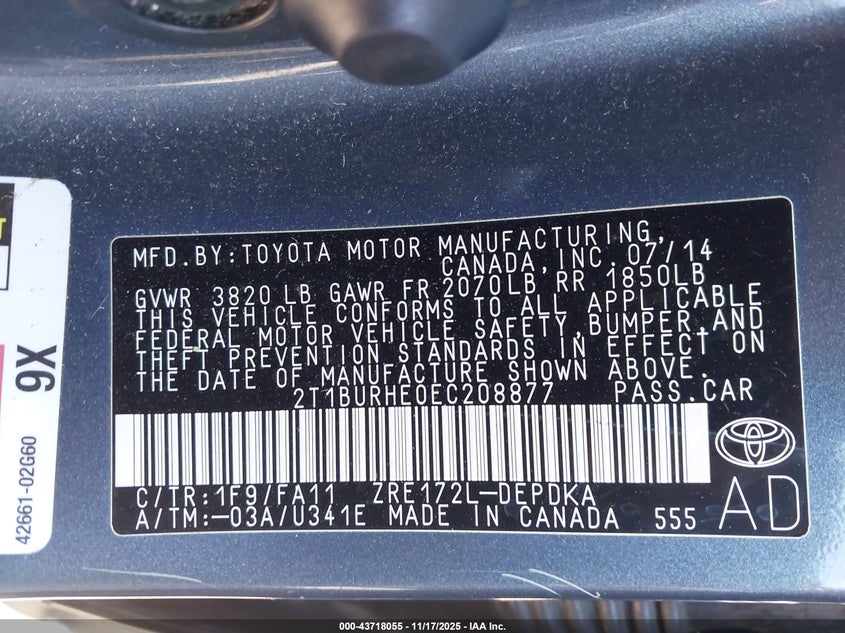 MFD.BY:TOYOTA MOTOR MANUFACTURING,
CANADA,INC. 07/14
GVWR 3820 LB GAWR FR 2070LB, RR 1850LB
THIS VEHICLE CONFORMS TO ALL APPLICABLE
FEDERAL MOTOR VEHICLE SAFETY,BUMPER,AND
THEFT PREVENTION STANDARDS IN EFFECT ON
THE DATE OF MANUFACTURE SHOWN ABOVE.
2T1BURHE0EC208877 PASS.CAR
C/TR:1F9/FA11 ZRE172L-DEPDKA
A/TM:-03A/U341E MADE IN CANADA 555
AD
9X
42661-02G60
000-43718055 - 11/17/2025 - IAA Inc.